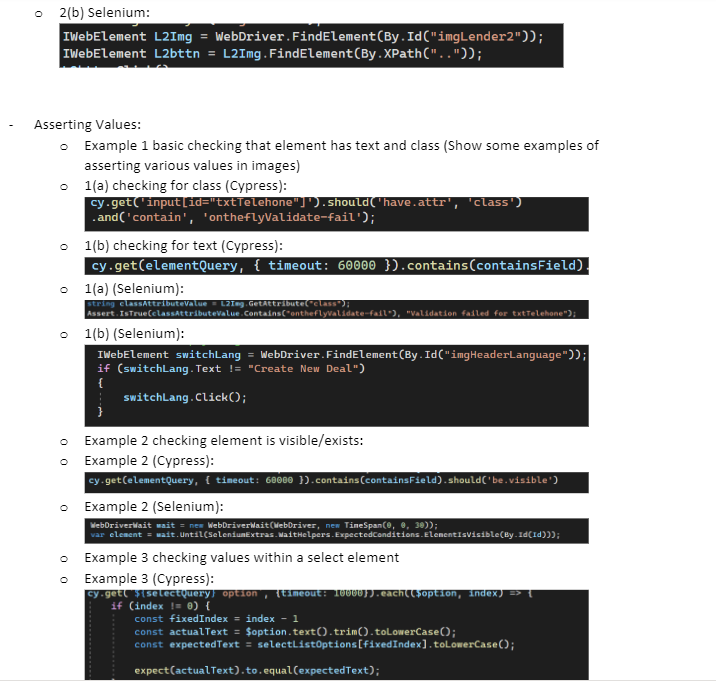 o 2(b) Selenium:
IWebElement L2Img = WebDriver.FindElement(By.Id("imgLender2"));
IWebElement L2bttn = L2Img.FindElement(By.XPath(".."));
- Asserting Values:
o Example 1 basic checking that element has text and class (Show some examples of
asserting various values in images)
o 1(a) checking for class (Cypress):
cy.get('input[id="txtTelehone"]').should('have.attr', 'class')
.and('contain', 'ontheflyValidate-fail');
o 1(b) checking for text (Cypress):
cy.get(elementQuery, { timeout: 60000 }).contains(containsField).
o 1(a) (Selenium):
string classAttributeValue = L2Img.GetAttribute("class");
Assert.IsTrue(classAttributeValue.Contains("ontheflyValidate-fail"), "Validation failed for txtTelehone");
o 1(b) (Selenium):
IWebElement switchLang = WebDriver.FindElement(By.Id("imgHeaderLanguage"));
if (switchLang.Text != "Create New Deal")
{
switchLang.Click();
}
o Example 2 checking element is visible/exists:
o Example 2 (Cypress):
cy.get(elementQuery, { timeout: 60000 }).contains(containsField).should('be.visible')
o Example 2 (Selenium):
WebDriverWait wait = new WebDriverWait(WebDriver, new TimeSpan(0, 0, 30));
var element = wait.Until(SeleniumExtras.WaitHelpers.ExpectedConditions.ElementIsVisible(By.Id(Id)));
o Example 3 checking values within a select element
o Example 3 (Cypress):
cy.get(`${selectQuery} option`, {timeout: 10000}).each(($option, index) => {
if (index != 0) {
const fixedIndex = index - 1
const actualText = $option.text().trim().toLowerCase();
const expectedText = selectListOptions[fixedIndex].toLowerCase();
expect(actualText).to.equal(expectedText);